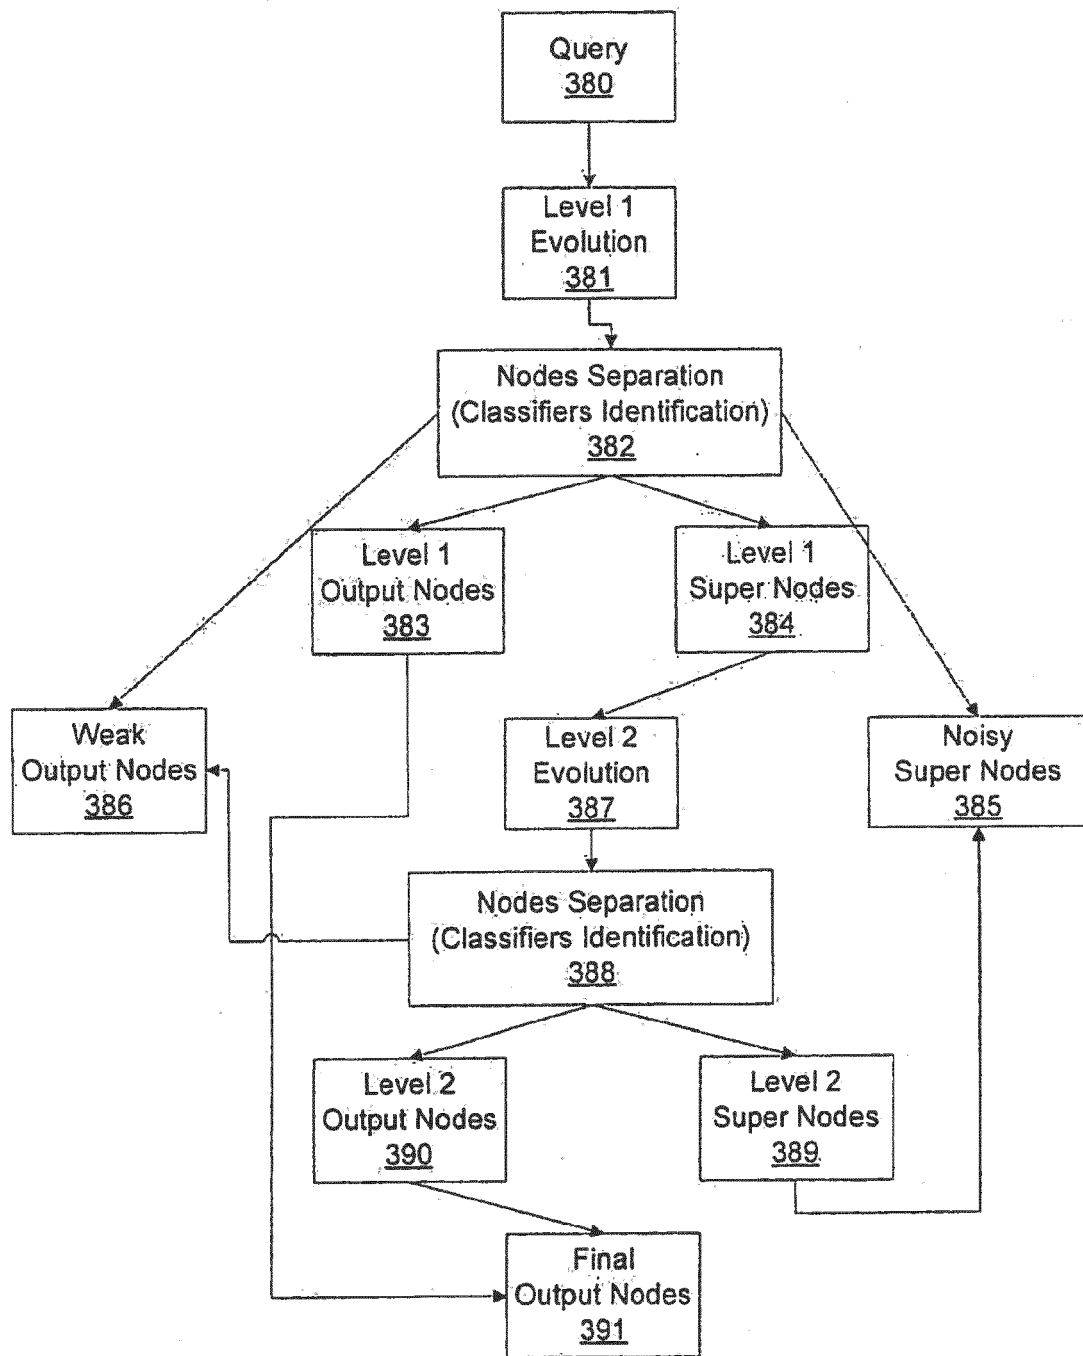 Query
380
Level 1
Evolution
381
Nodes Separation
(Classifiers Identification)
382
Level 1
Output Nodes
383
Level 1
Super Nodes
384
Weak
Output Nodes
386
Level 2
Evolution
387
Noisy
Super Nodes
385
Nodes Separation
(Classifiers Identification)
388
Level 2
Output Nodes
390
Level 2
Super Nodes
389
Final
Output Nodes
391